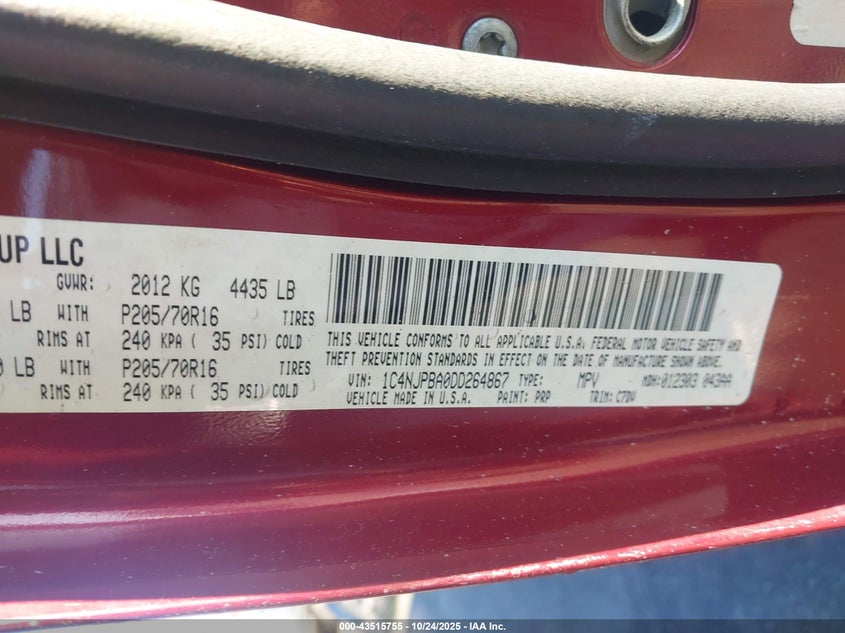 UP LLC
GVWR: 2012 KG 4435 LB
LB WITH P205/70R16 TIRES
RIMS AT 240 KPA ( 35 PSI)COLD
LB WITH P205/70R16 TIRES
RIMS AT 240 KPA ( 35 PSI)COLD
THIS VEHICLE CONFORMS TO ALL APPLICABLE U.S.A. FEDERAL MOTOR VEHICLE SAFETY AND
THEFT PREVENTION STANDARDS IN EFFECT ON THE DATE OF MANUFACTURE SHOWN ABOVE.
VIN: 1C4NJPBA0DD264867 TYPE: MPV MDH:012303 043AA
VEHICLE MADE IN U.S.A. PAINT: PRP TRIM: C7DV
000-43515755 - 10/24/2025 - IAA Inc.